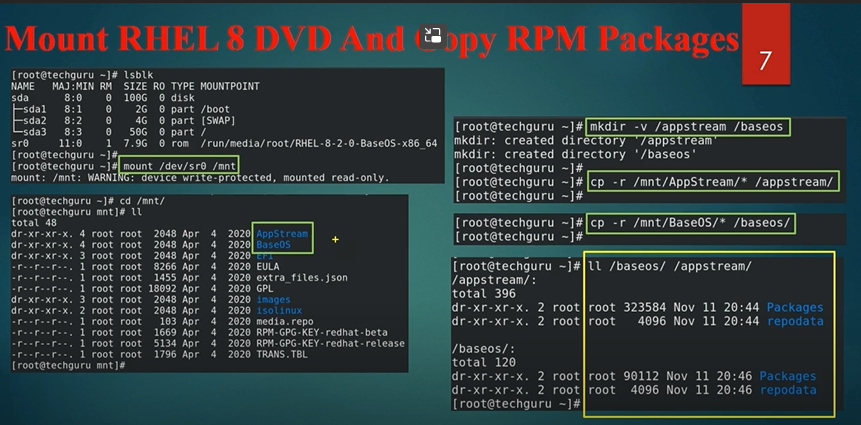 Mount RHEL 8 DVD And Copy RPM Packages
7
[root@techguru ~]# lsblk
NAME MAJ:MIN RM SIZE RO TYPE MOUNTPOINT
sda 8:0 0 100G 0 disk
├─sda1 8:1 0 2G 0 part /boot
├─sda2 8:2 0 4G 0 part [SWAP]
└─sda3 8:3 0 50G 0 part /
sr0 11:0 1 7.9G 0 rom /run/media/root/RHEL-8-2-0-BaseOS-x86_64
[root@techguru ~]#
[root@techguru ~]# mount /dev/sr0 /mnt
mount: /mnt: WARNING: device write-protected, mounted read-only.
[root@techguru ~]# cd /mnt/
[root@techguru mnt]# ll
total 48
dr-xr-xr-x. 4 root root 2048 Apr 4 2020 AppStream
dr-xr-xr-x. 4 root root 2048 Apr 4 2020 BaseOS
dr-xr-xr-x. 3 root root 2048 Apr 4 2020 EFI
-r--r--r--. 1 root root 8266 Apr 4 2020 EULA
-r--r--r--. 1 root root 1455 Apr 4 2020 extra_files.json
-r--r--r--. 1 root root 18092 Apr 4 2020 GPL
dr-xr-xr-x. 3 root root 2048 Apr 4 2020 images
dr-xr-xr-x. 2 root root 2048 Apr 4 2020 isolinux
-r--r--r--. 1 root root 103 Apr 4 2020 media.repo
-r--r--r--. 1 root root 1669 Apr 4 2020 RPM-GPG-KEY-redhat-beta
-r--r--r--. 1 root root 5134 Apr 4 2020 RPM-GPG-KEY-redhat-release
-r--r--r--. 1 root root 1796 Apr 4 2020 TRANS.TBL
[root@techguru mnt]#
[root@techguru ~]# mkdir -v /appstream /baseos
mkdir: created directory '/appstream'
mkdir: created directory '/baseos'
[root@techguru ~]#
[root@techguru ~]# cp -r /mnt/AppStream/* /appstream/
[root@techguru ~]#
[root@techguru ~]# cp -r /mnt/BaseOS/* /baseos/
[root@techguru ~]#
[root@techguru ~]# ll /baseos/ /appstream/
/appstream/:
total 396
dr-xr-xr-x. 2 root root 323584 Nov 11 20:44 Packages
dr-xr-xr-x. 2 root root 4096 Nov 11 20:44 repodata
/baseos/:
total 120
dr-xr-xr-x. 2 root root 90112 Nov 11 20:46 Packages
dr-xr-xr-x. 2 root root 4096 Nov 11 20:46 repodata
[root@techguru ~]#